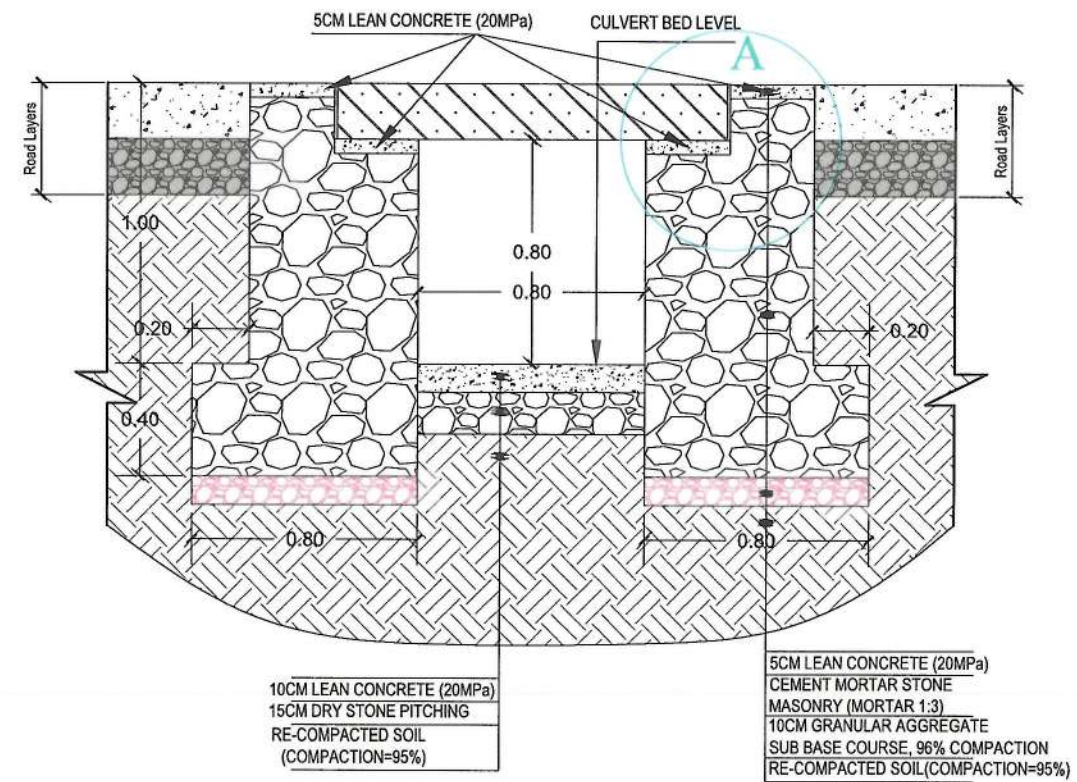 5CM LEAN CONCRETE (20MPa)
CULVERT BED LEVEL
A
Road Layers
Road Layers
1.00
0.80
0.80
0.20
0.20
0.40
0.80
0.80
10CM LEAN CONCRETE (20MPa)
15CM DRY STONE PITCHING
RE-COMPACTED SOIL
(COMPACTION=95%)
5CM LEAN CONCRETE (20MPa)
CEMENT MORTAR STONE
MASONRY (MORTAR 1:3)
10CM GRANULAR AGGREGATE
SUB BASE COURSE, 96% COMPACTION
RE-COMPACTED SOIL(COMPACTION=95%)